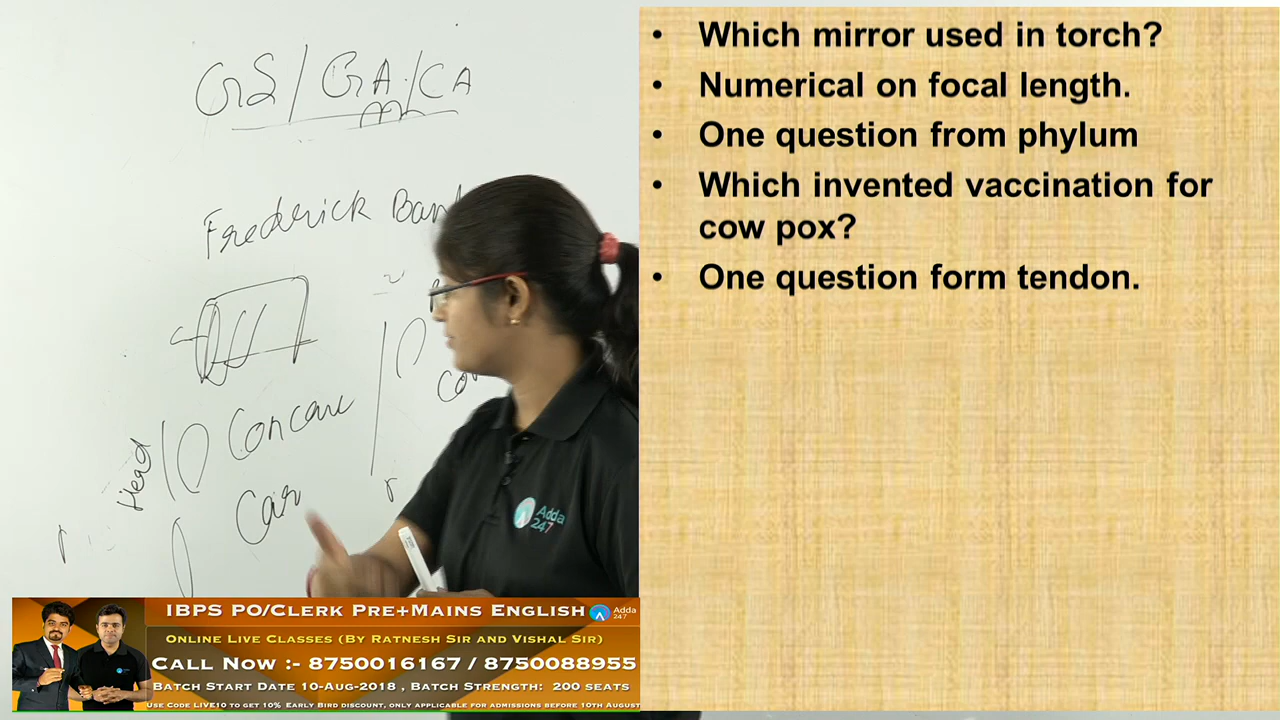 GS / GA / CA
Frederick
Concave
Head
Car
• Which mirror used in torch?
• Numerical on focal length.
• One question from phylum
• Which invented vaccination for
cow pox?
• One question form tendon.
Adda
247
IBPS PO/Clerk Pre+Mains English
Adda
247
Online Live Classes (By Ratnesh Sir and Vishal Sir)
Call Now :- 8750016167 / 8750088955
Batch Start Date 10-Aug-2018 , Batch Strength: 200 seats
Use Code LIVE10 to get 10% Early Bird discount, only applicable for admissions before 10th August